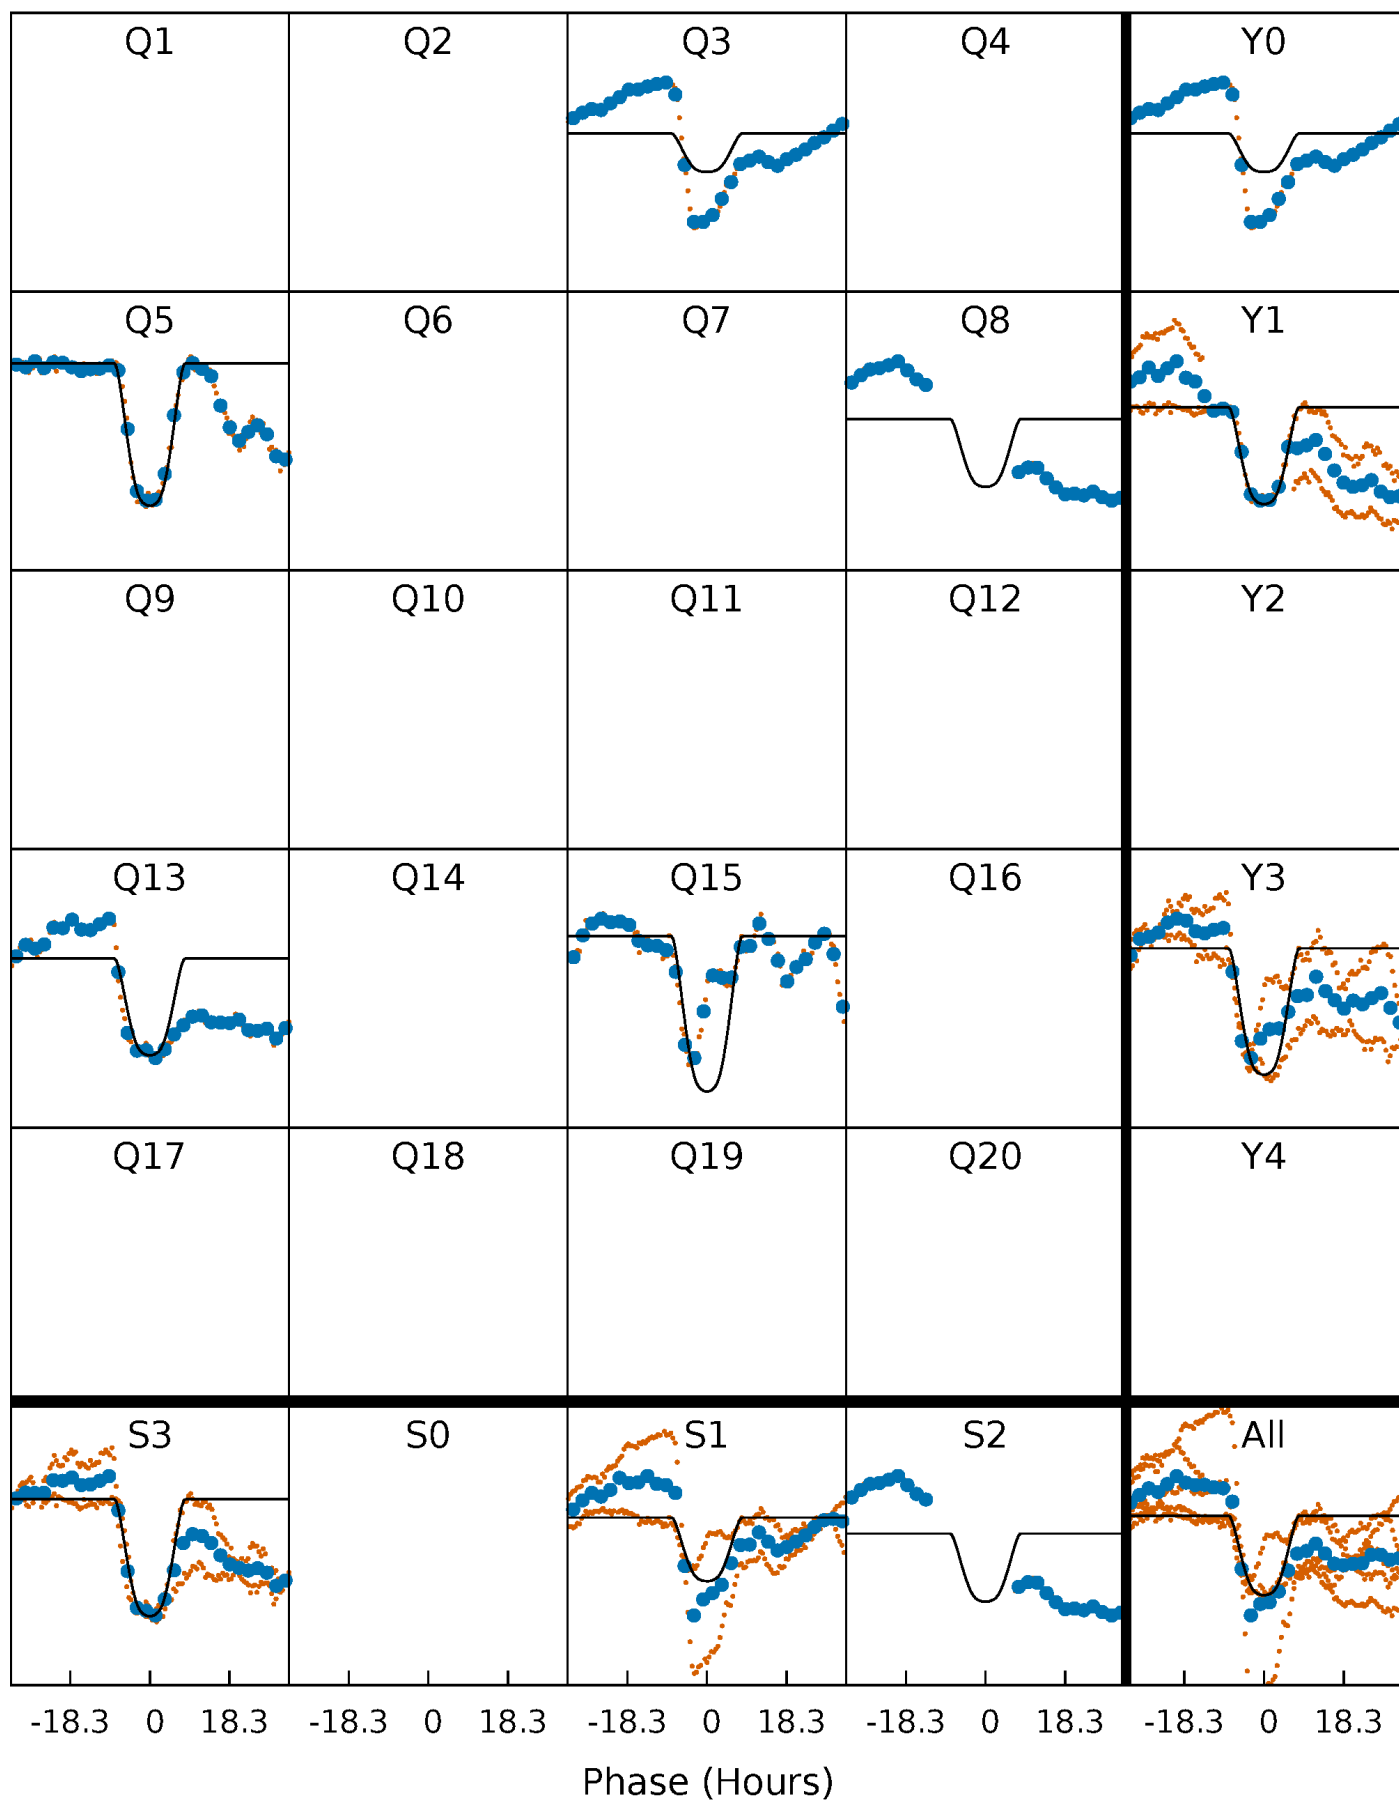 Q1 Q2 Q3 Q4 Y0
Q5 Q6 Q7 Q8 Y1
Q9 Q10 Q11 Q12 Y2
Q13 Q14 Q15 Q16 Y3
Q17 Q18 Q19 Q20 Y4
S3 S0 S1 S2 All
-18.3 0 18.3 -18.3 0 18.3 -18.3 0 18.3 -18.3 0 18.3 -18.3 0 18.3
Phase (Hours)